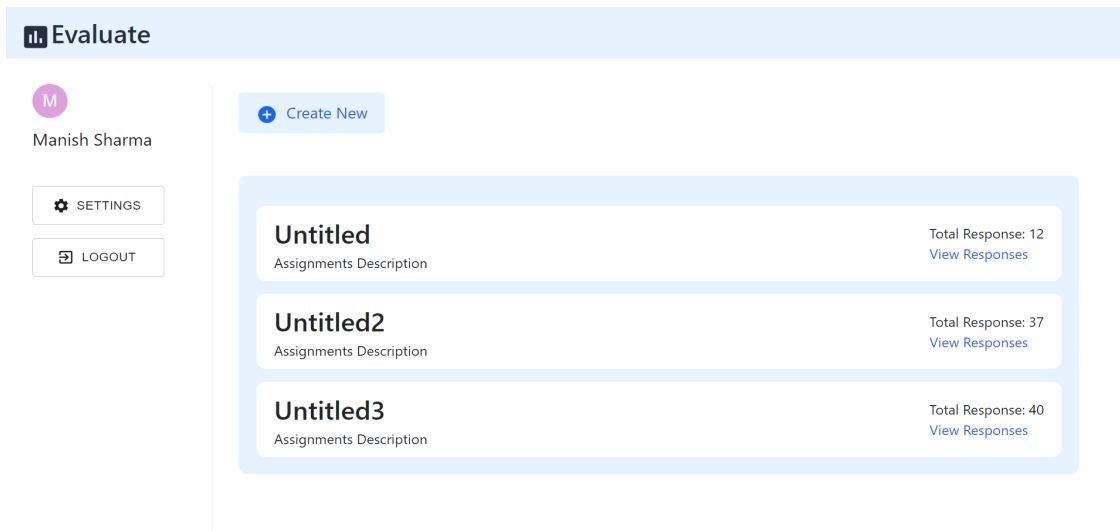 Evaluate
M
Manish Sharma
SETTINGS
LOGOUT
Create New
Untitled
Assignments Description
Total Response: 12
View Responses
Untitled2
Assignments Description
Total Response: 37
View Responses
Untitled3
Assignments Description
Total Response: 40
View Responses